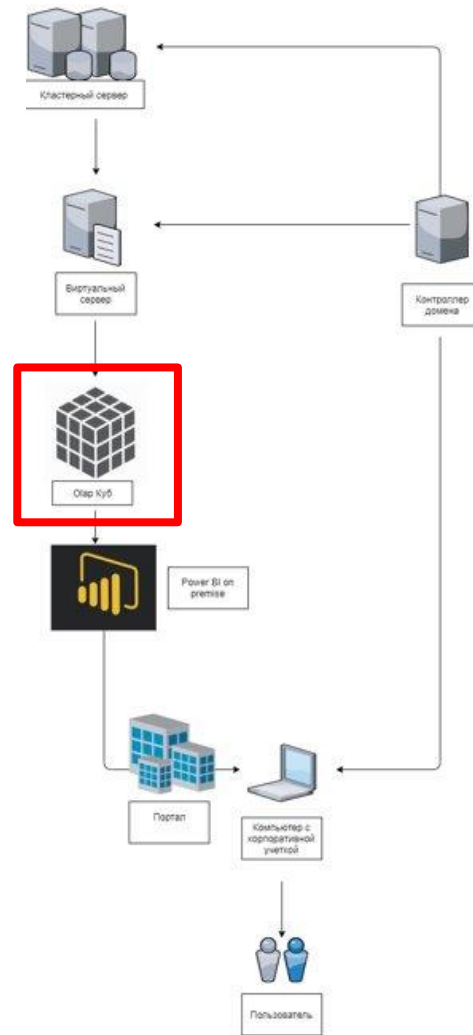 Кластерный сервер
Виртуальный
сервер
Контроллер
домена
Olap Куб
Power BI on
premise
Портал
Компьютер с
корпоративной
учеткой
Пользователь